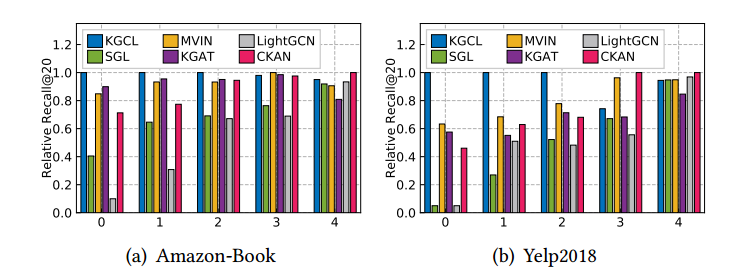 KGCL MVIN LightGCN
SGL KGAT CKAN
Relative Recall@20
1.2
1.0
0.8
0.6
0.4
0.2
0.0
0 1 2 3 4
(a) Amazon-Book
KGCL MVIN LightGCN
SGL KGAT CKAN
Relative Recall@20
1.2
1.0
0.8
0.6
0.4
0.2
0.0
0 1 2 3 4
(b) Yelp2018